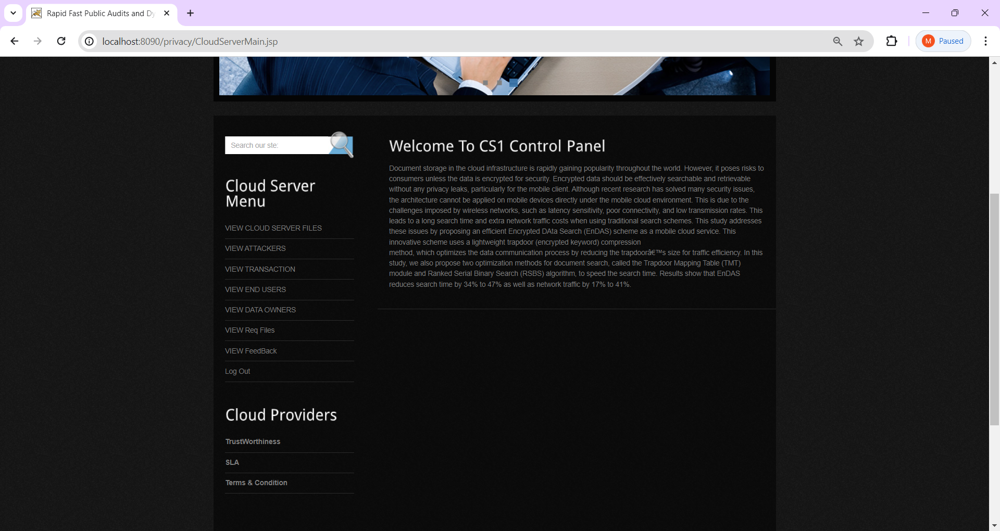 Rapid Fast Public Audits and Dy
localhost:8090/privacy/CloudServerMain.jsp
M Paused
Search our ste:
Cloud Server
Menu
VIEW CLOUD SERVER FILES
VIEW ATTACKERS
VIEW TRANSACTION
VIEW END USERS
VIEW DATA OWNERS
VIEW Req Files
VIEW FeedBack
Log Out
Cloud Providers
TrustWorthiness
SLA
Terms & Condition
Welcome To CS1 Control Panel
Document storage in the cloud infrastructure is rapidly gaining popularity throughout the world. However, it poses risks to
consumers unless the data is encrypted for security. Encrypted data should be effectively searchable and retrievable
without any privacy leaks, particularly for the mobile client. Although recent research has solved many security issues,
the architecture cannot be applied on mobile devices directly under the mobile cloud environment. This is due to the
challenges imposed by wireless networks, such as latency sensitivity, poor connectivity, and low transmission rates. This
leads to a long search time and extra network traffic costs when using traditional search schemes. This study addresses
these issues by proposing an efficient Encrypted DAta Search (EnDAS) scheme as a mobile cloud service. This
innovative scheme uses a lightweight trapdoor (encrypted keyword) compression
method, which optimizes the data communication process by reducing the trapdoorâ€™s size for traffic efficiency. In this
study, we also propose two optimization methods for document search, called the Trapdoor Mapping Table (TMT)
module and Ranked Serial Binary Search (RSBS) algorithm, to speed the search time. Results show that EnDAS
reduces search time by 34% to 47% as well as network traffic by 17% to 41%.